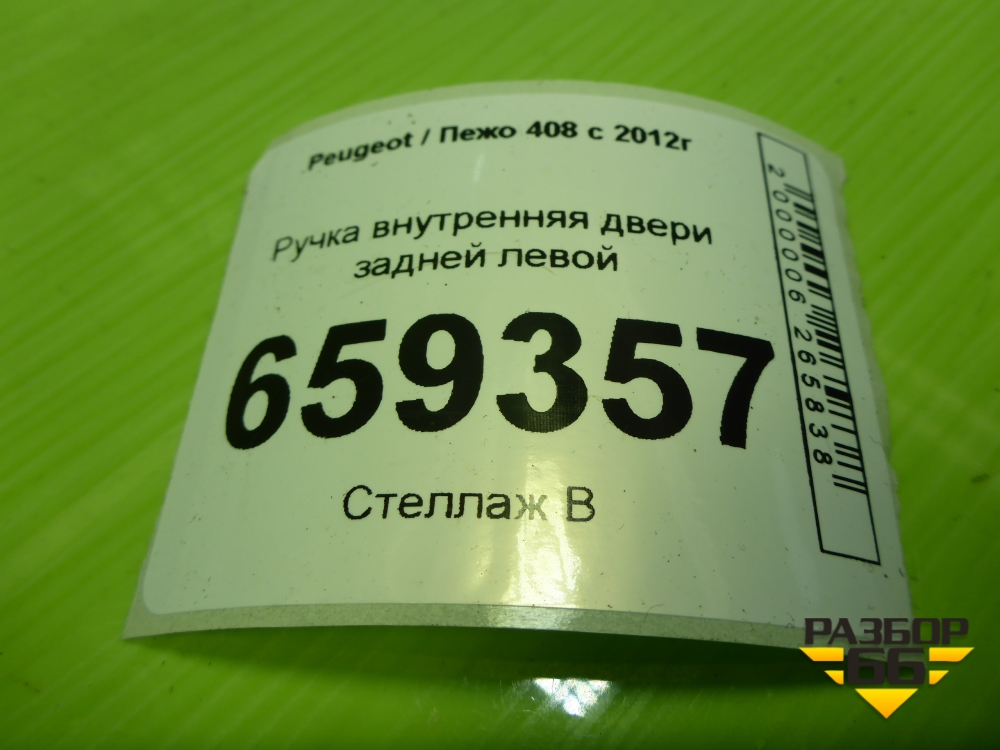 Peugeot / Пежо 408 с 2012г
Ручка внутренняя двери
задней левой
659357
Стеллаж В
2000006265838
РАЗБОР
66